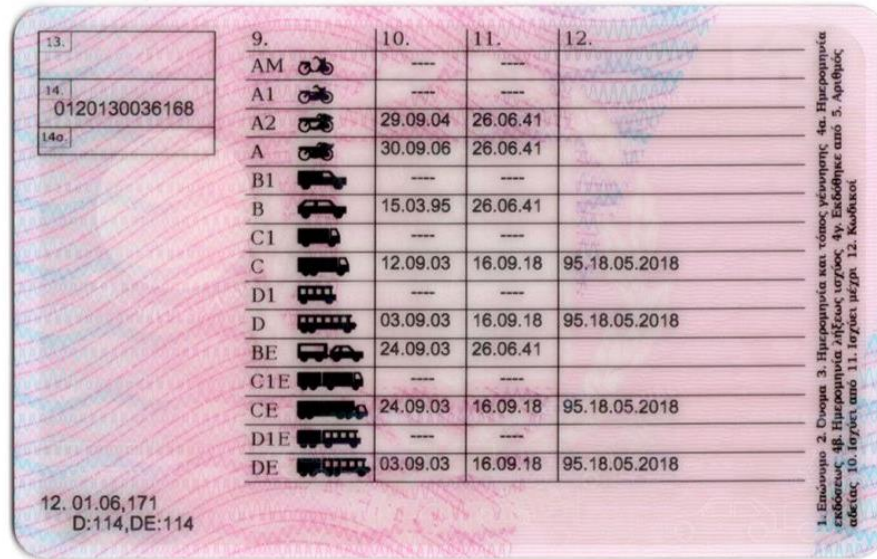 13.
14.
0120130036168
14α.
9. 10. 11. 12.
AM ---- ----
A1 ---- ----
A2 29.09.04 26.06.41
A 30.09.06 26.06.41
B1 ---- ----
B 15.03.95 26.06.41
C1 ---- ----
C 12.09.03 16.09.18 95.18.05.2018
D1 ---- ----
D 03.09.03 16.09.18 95.18.05.2018
BE 24.09.03 26.06.41
C1E ---- ----
CE 24.09.03 16.09.18 95.18.05.2018
D1E ---- ----
DE 03.09.03 16.09.18 95.18.05.2018
12. 01.06,171
D:114,DE:114
1. Επώνυμο 2. Όνομα 3. Ημερομηνία και τόπος γέννησης 4α. Ημερομηνία
εκδόσεως 4β. Ημερομηνία λήξεως ισχύος 4γ. Εκδόθηκε από 5. Αριθμός
αδείας 10. Ισχύει από 11. Ισχύει μέχρι 12. Κωδικοί